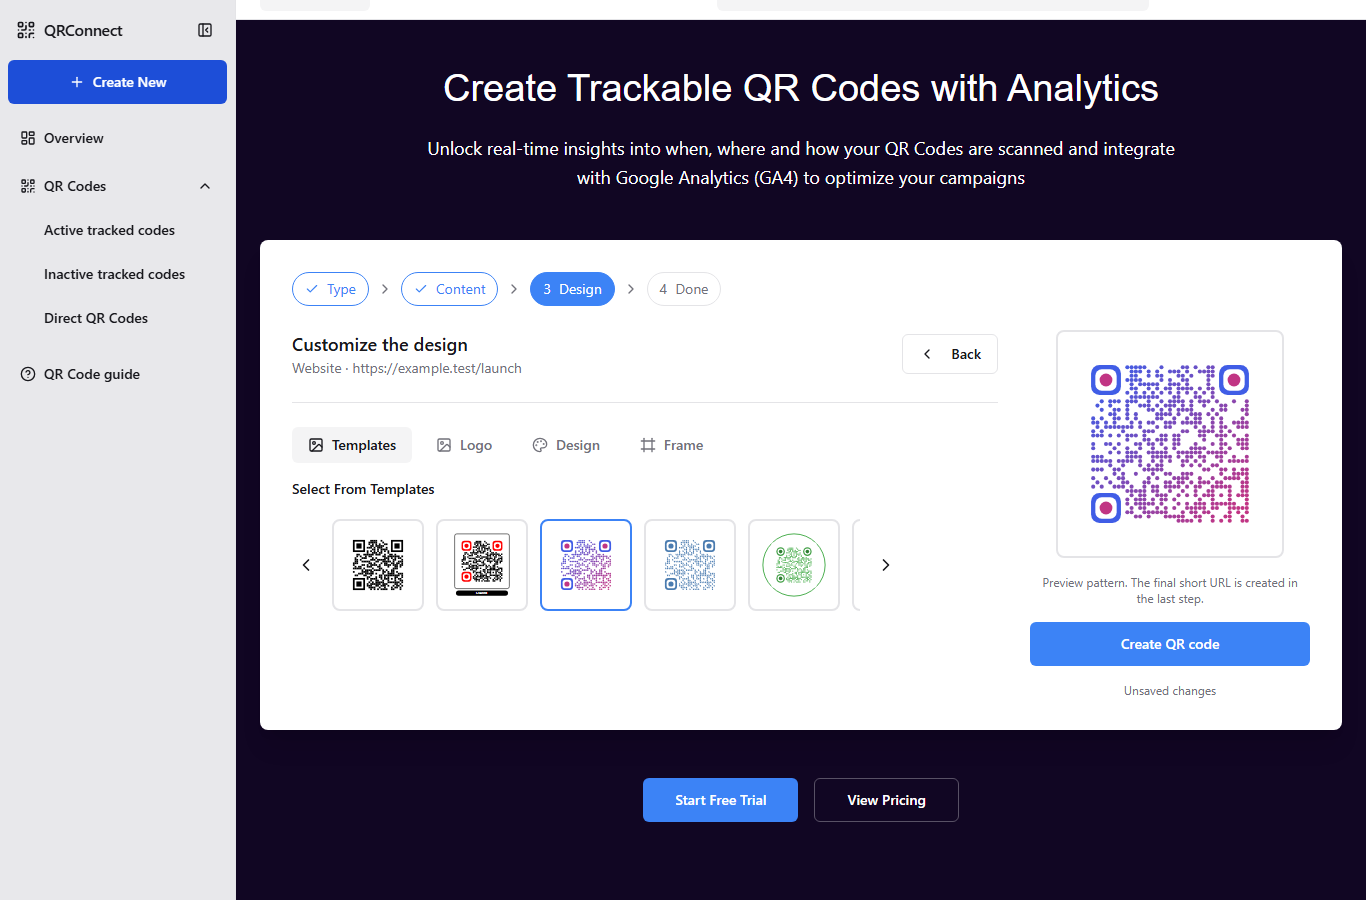 QRConnect
Create New
Overview
QR Codes
Active tracked codes
Inactive tracked codes
Direct QR Codes
QR Code guide
Create Trackable QR Codes with Analytics
Unlock real-time insights into when, where and how your QR Codes are scanned and integrate
with Google Analytics (GA4) to optimize your campaigns
Type
Content
3 Design
4 Done
Customize the design
Website · https://example.test/launch
Back
Templates
Logo
Design
Frame
Select From Templates
Preview pattern. The final short URL is created in
the last step.
Create QR code
Unsaved changes
Start Free Trial
View Pricing